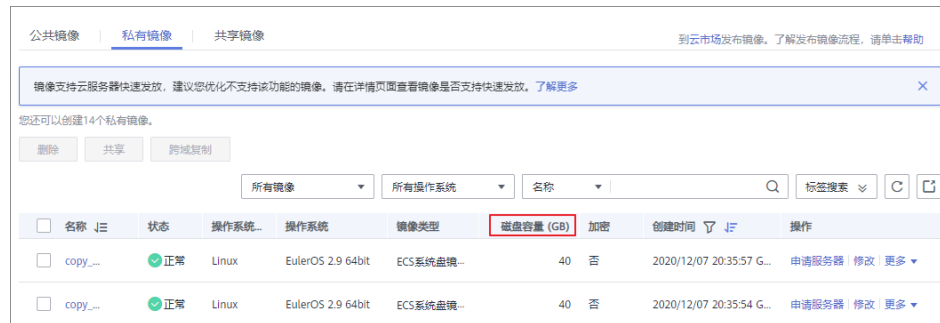 公共镜像 私有镜像 共享镜像 到云市场发布镜像。了解发布镜像流程，请单击帮助
镜像支持云服务器快速发放，建议您优化不支持该功能的镜像。请在详情页面查看镜像是否支持快速发放。了解更多
您还可以创建14个私有镜像。
删除 共享 跨域复制
所有镜像 所有操作系统 名称 标签搜索
名称 状态 操作系统... 操作系统 镜像类型 磁盘容量 (GB) 加密 创建时间 操作
copy_... 正常 Linux EulerOS 2.9 64bit ECS系统盘镜... 40 否 2020/12/07 20:35:57 G... 申请服务器 修改 更多
copy_... 正常 Linux EulerOS 2.9 64bit ECS系统盘镜... 40 否 2020/12/07 20:35:54 G... 申请服务器 修改 更多